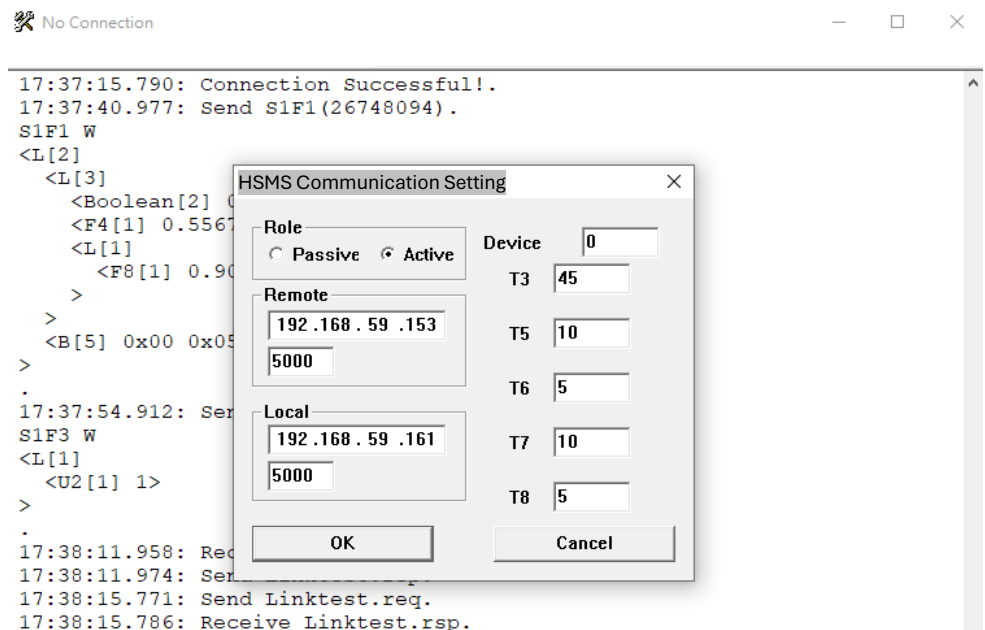 No Connection
17:37:15.790: Connection Successful!.
17:37:40.977: Send S1F1(26748094).
S1F1 W
<L[2]
<L[3]
<Boolean[2]
<F4[1] 0.5567
<L[1]
<F8[1] 0.90
>
>
<B[5] 0x00 0x05
>
.
17:37:54.912:
S1F3 W
<L[1]
<U2[1] 1>
>
.
17:38:11.958:
17:38:11.974:
17:38:15.771: Send Linktest.req.
17:38:15.786: Receive Linktest.rsp.
HSMS Communication Setting
Role
Passive Active
Remote
192.168.59.153
5000
Local
192.168.59.161
5000
Device 0
T3 45
T5 10
T6 5
T7 10
T8 5
OK Cancel